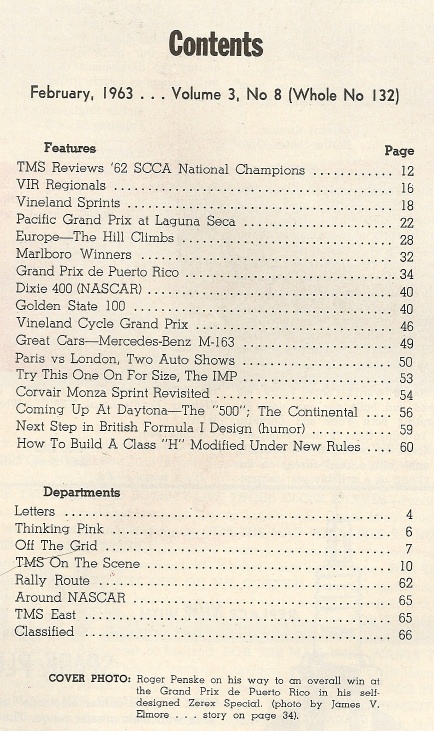 Contents
February, 1963 . . . Volume 3, No 8 (Whole No 132)
Features Page
TMS Reviews '62 SCCA National Champions ........... 12
VIR Regionals .......................................... 16
Vineland Sprints ........................................ 18
Pacific Grand Prix at Laguna Seca ...................... 22
Europe—The Hill Climbs ................................ 28
Marlboro Winners ...................................... 32
Grand Prix de Puerto Rico .............................. 34
Dixie 400 (NASCAR) .................................... 40
Golden State 100 ....................................... 40
Vineland Cycle Grand Prix ............................. 46
Great Cars—Mercedes-Benz M-163 ...................... 49
Paris vs London, Two Auto Shows ...................... 50
Try This One On For Size, The IMP ..................... 53
Corvair Monza Sprint Revisited ......................... 54
Coming Up At Daytona—The "500"; The Continental .... 56
Next Step in British Formula I Design (humor) ........... 59
How To Build A Class "H" Modified Under New Rules .... 60
Departments
Letters ................................................. 4
Thinking Pink .......................................... 6
Off The Grid ........................................... 7
TMS On The Scene ..................................... 10
Rally Route ............................................ 62
Around NASCAR ....................................... 65
TMS East .............................................. 65
Classified .............................................. 66
COVER PHOTO: Roger Penske on his way to an overall win at
the Grand Prix de Puerto Rico in his self-
designed Zerex Special. (photo by James V.
Elmore . . . story on page 34).